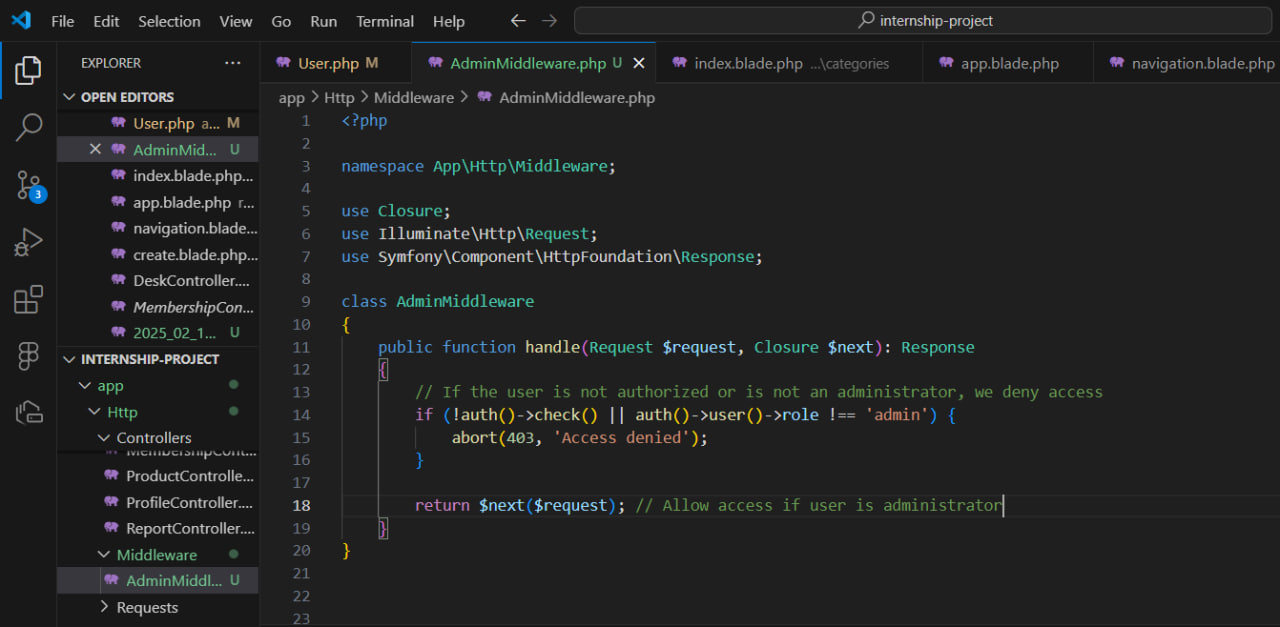 File Edit Selection View Go Run Terminal Help
internship-project
EXPLORER
OPEN EDITORS
User.php a... M
AdminMid... U
index.blade.php...
app.blade.php r...
navigation.blade...
create.blade.php...
DeskController....
MembershipCon...
2025_02_1... U
INTERNSHIP-PROJECT
app
Http
Controllers
MembershipCont...
ProductControlle...
ProfileController....
ReportController....
Middleware
AdminMiddl... U
Requests
3
User.php M
AdminMiddleware.php U
index.blade.php ...\categories
app.blade.php
navigation.blade.php
app > Http > Middleware > AdminMiddleware.php
1 <?php
2
3 namespace App\Http\Middleware;
4
5 use Closure;
6 use Illuminate\Http\Request;
7 use Symfony\Component\HttpFoundation\Response;
8
9 class AdminMiddleware
10 {
11 public function handle(Request $request, Closure $next): Response
12 {
13 // If the user is not authorized or is not an administrator, we deny access
14 if (!auth()->check() || auth()->user()->role !== 'admin') {
15 abort(403, 'Access denied');
16 }
17
18 return $next($request); // Allow access if user is administrator
19 }
20 }
21
22
23